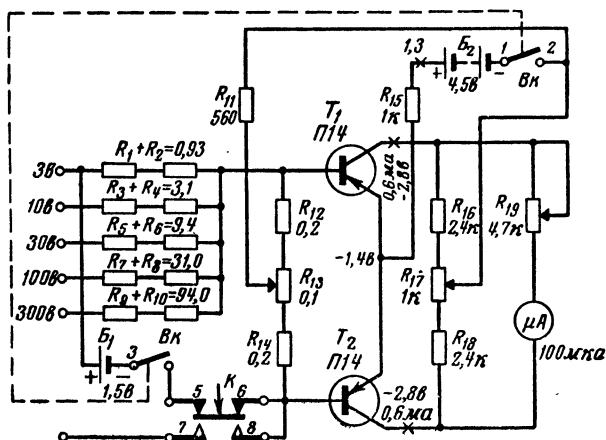 1,3
Б₂
+
-
4,5в
1
2
Вк
R₁₁
560
T₁
П14
R₁₅
1к
R₁+R₂=0,93
3в
R₃+R₄=3,1
10в
R₅+R₆=9,4
30в
R₇+R₈=31,0
100в
R₉+R₁₀=94,0
300в
R₁₂
0,2
0,6ма
-2,8в
R₁₆
2,4к
R₁₉
4,7к
-1,4в
R₁₃
0,1
R₁₇
1к
μА
100мка
R₁₄
0,2
R₁₈
2,4к
Б₁
3
Вк
+
-
1,5в
T₂
П14
К
5
6
7
8
-2,8в
0,6ма